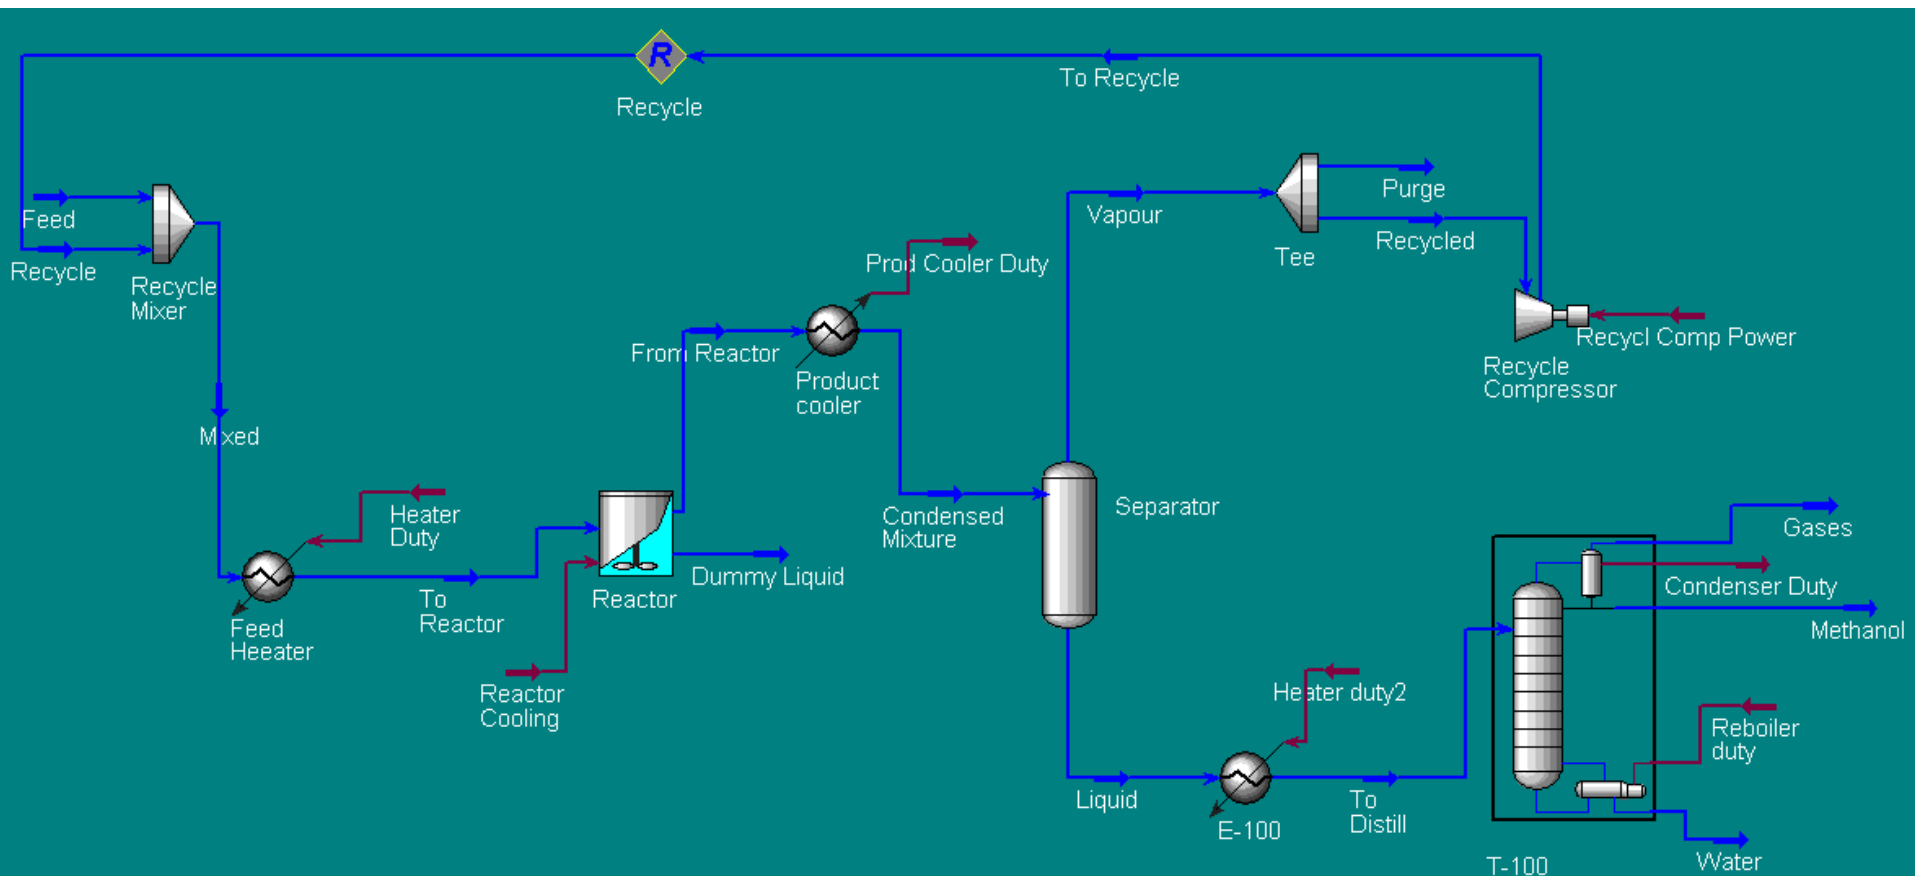 R
To Recycle
Recycle
Feed
Recycle
Recycle
Mixer
Mixed
Purge
Vapour
Recycled
Tee
Prod Cooler Duty
From Reactor
Recycl Comp Power
Product
cooler
Recycle
Compressor
Heater
Duty
Condensed
Mixture
Separator
Gases
Dummy Liquid
Condenser Duty
Reactor
To
Reactor
Feed
Heeater
Methanol
Reactor
Cooling
Heater duty2
Reboiler
duty
Liquid
To
Distill
E-100
Water
T-100